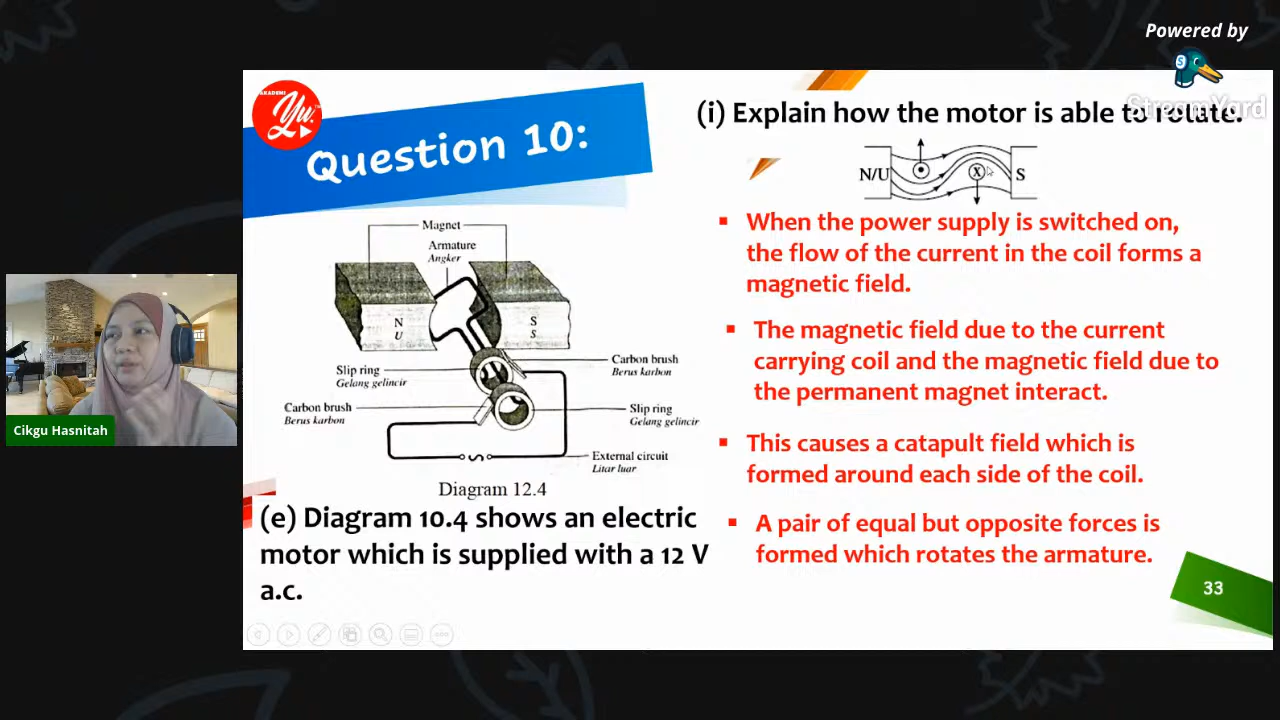 Powered by
StreamYard
AKADEMI
Yu
Question 10:
(i) Explain how the motor is able to rotate.
N/U
X
S
Magnet
Armature
Angker
N
U
S
S
Slip ring
Gelang gelincir
Carbon brush
Berus karbon
Carbon brush
Berus karbon
Slip ring
Gelang gelincir
External circuit
Litar luar
Diagram 12.4
(e) Diagram 10.4 shows an electric
motor which is supplied with a 12 V
a.c.
▪ When the power supply is switched on,
the flow of the current in the coil forms a
magnetic field.
▪ The magnetic field due to the current
carrying coil and the magnetic field due to
the permanent magnet interact.
▪ This causes a catapult field which is
formed around each side of the coil.
▪ A pair of equal but opposite forces is
formed which rotates the armature.
33
Cikgu Hasnitah